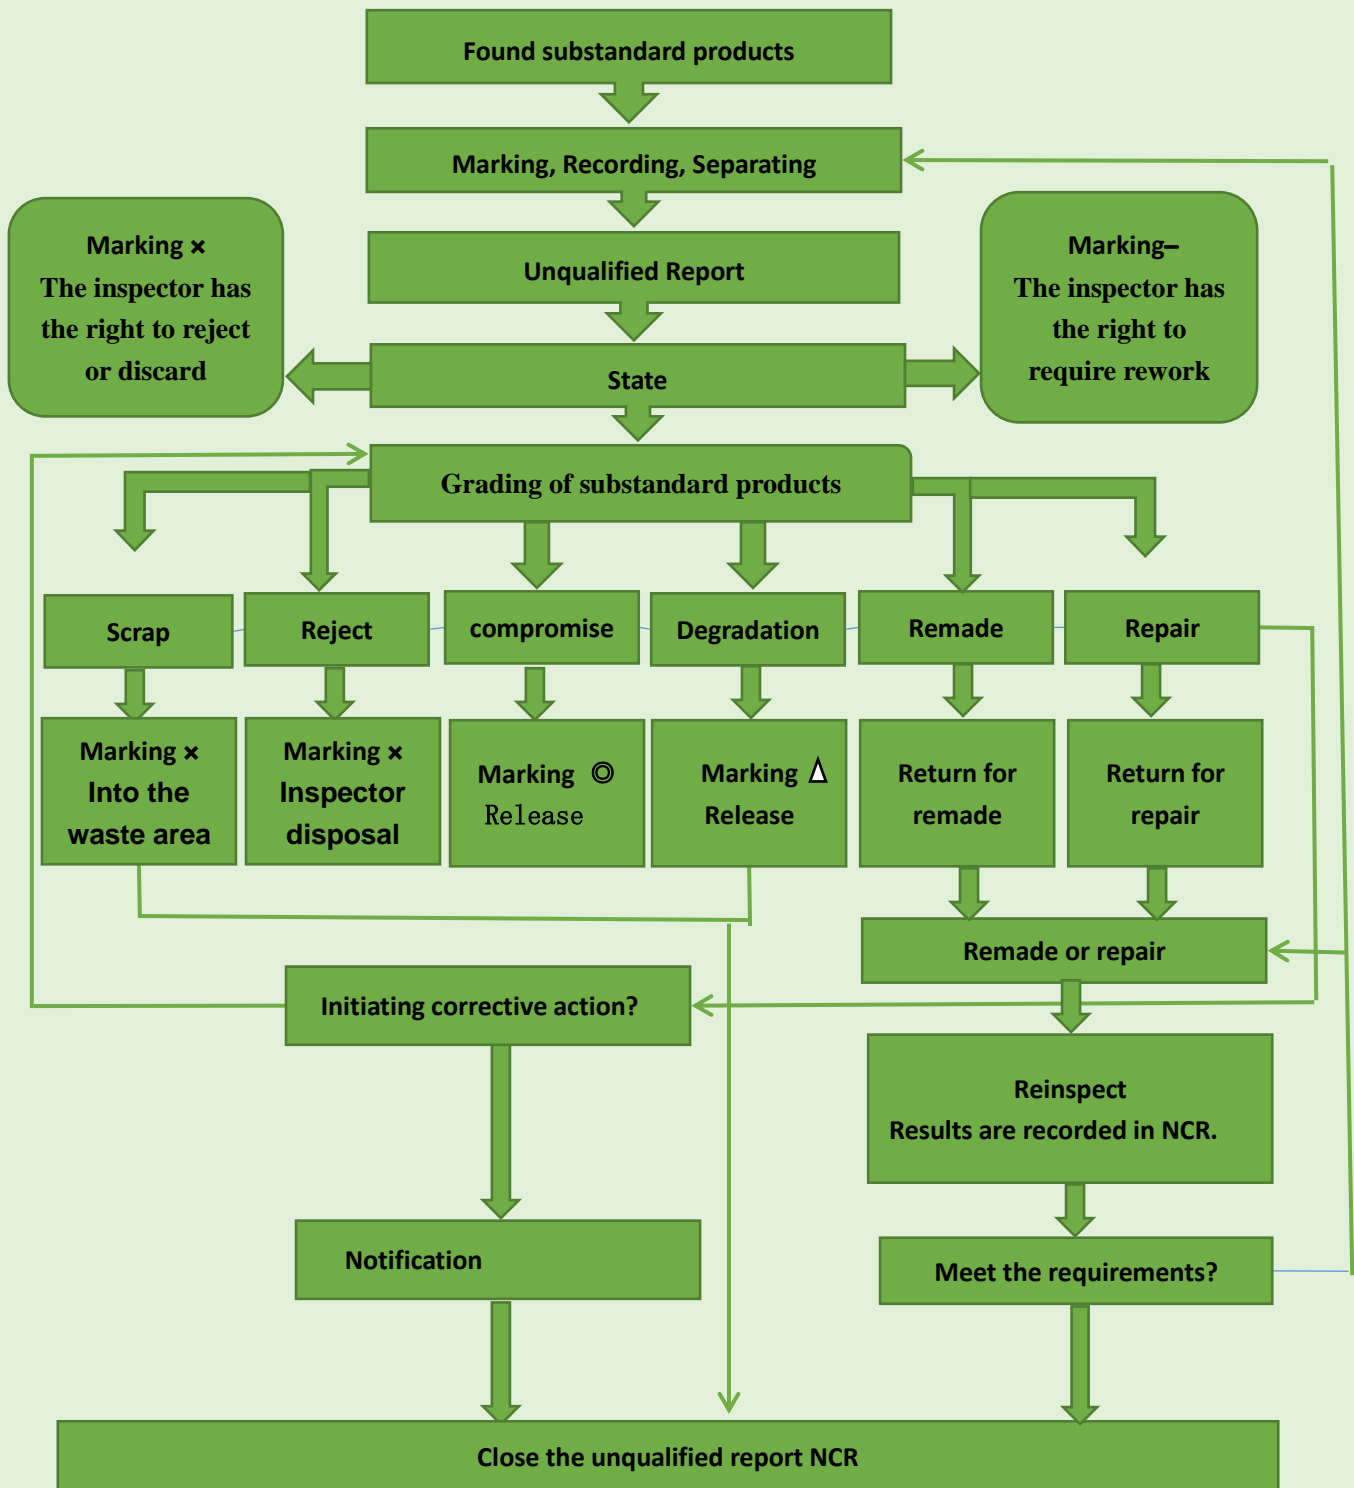 Found substandard products
Marking, Recording, Separating
Marking ×
The inspector has
the right to reject
or discard
Unqualified Report
Marking–
The inspector has
the right to
require rework
State
Grading of substandard products
Scrap
Reject
compromise
Degradation
Remade
Repair
Marking ×
Into the
waste area
Marking ×
Inspector
disposal
Marking ◎
Release
Marking △
Release
Return for
remade
Return for
repair
Remade or repair
Initiating corrective action?
Reinspect
Results are recorded in NCR.
Notification
Meet the requirements?
Close the unqualified report NCR